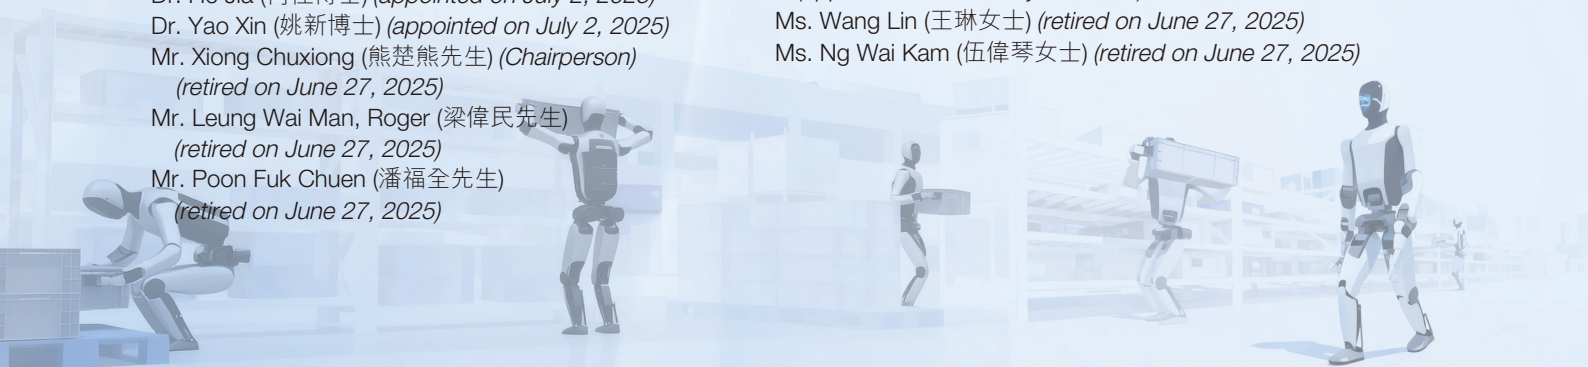 Dr. Yao Xin (姚新博士) (appointed on July 2, 2025)
Mr. Xiong Chuxiong (熊楚熊先生) (Chairperson)
(retired on June 27, 2025)
Mr. Leung Wai Man, Roger (梁偉民先生)
(retired on June 27, 2025)
Mr. Poon Fuk Chuen (潘福全先生)
(retired on June 27, 2025)
Ms. Wang Lin (王琳女士) (retired on June 27, 2025)
Ms. Ng Wai Kam (伍偉琴女士) (retired on June 27, 2025)